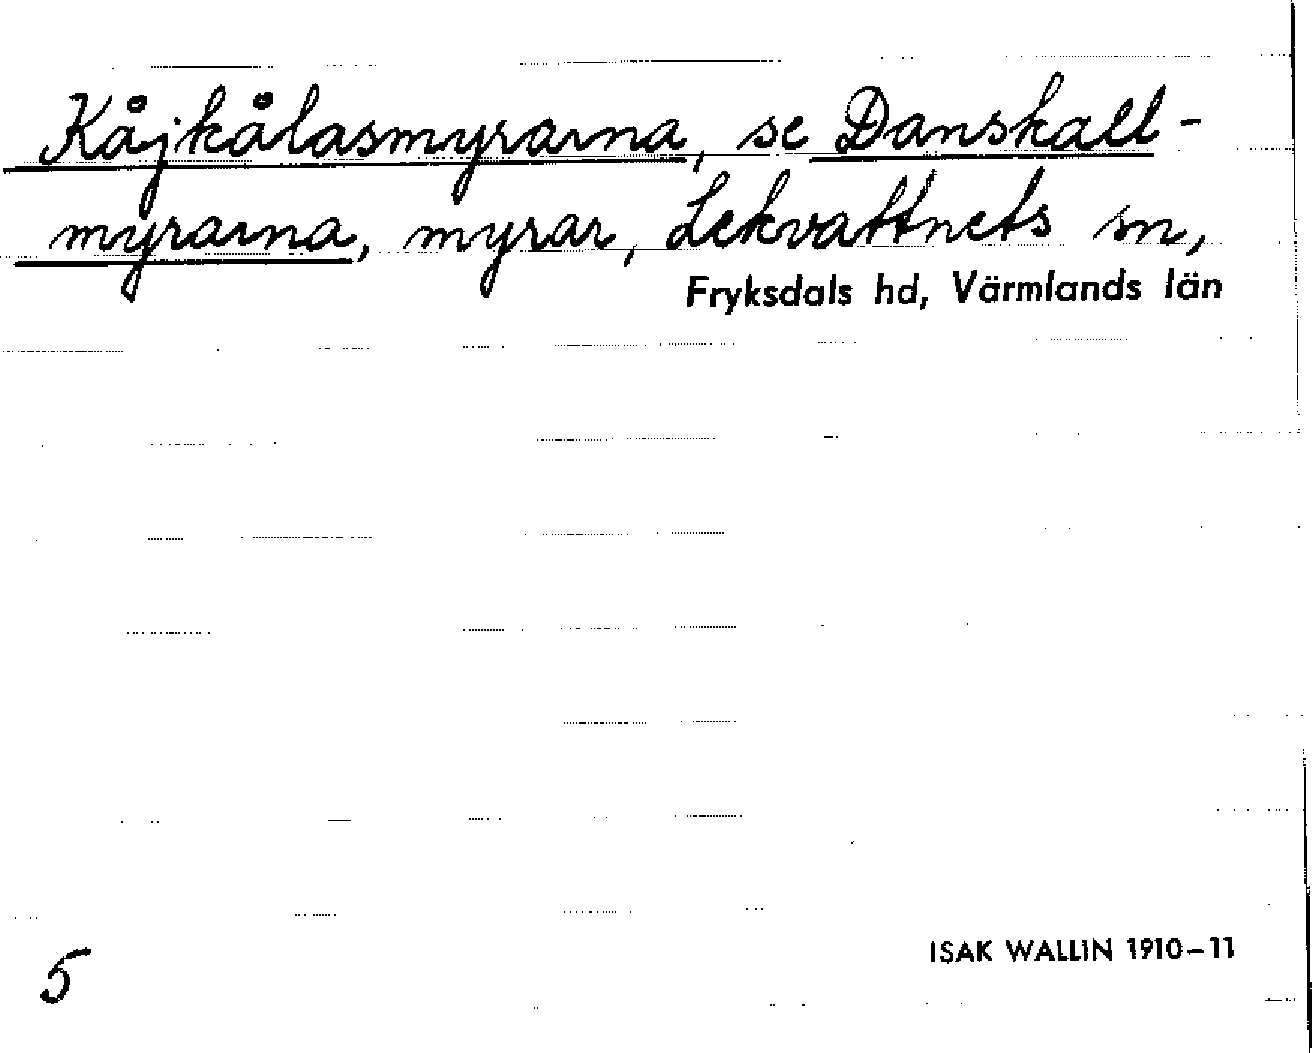 Kåjkålasmyrarna, se Danskall-
myrarna, myrar, Lekvattnets sn,
Fryksdals hd, Värmlands län
5
ISAK WALLIN 1910-11